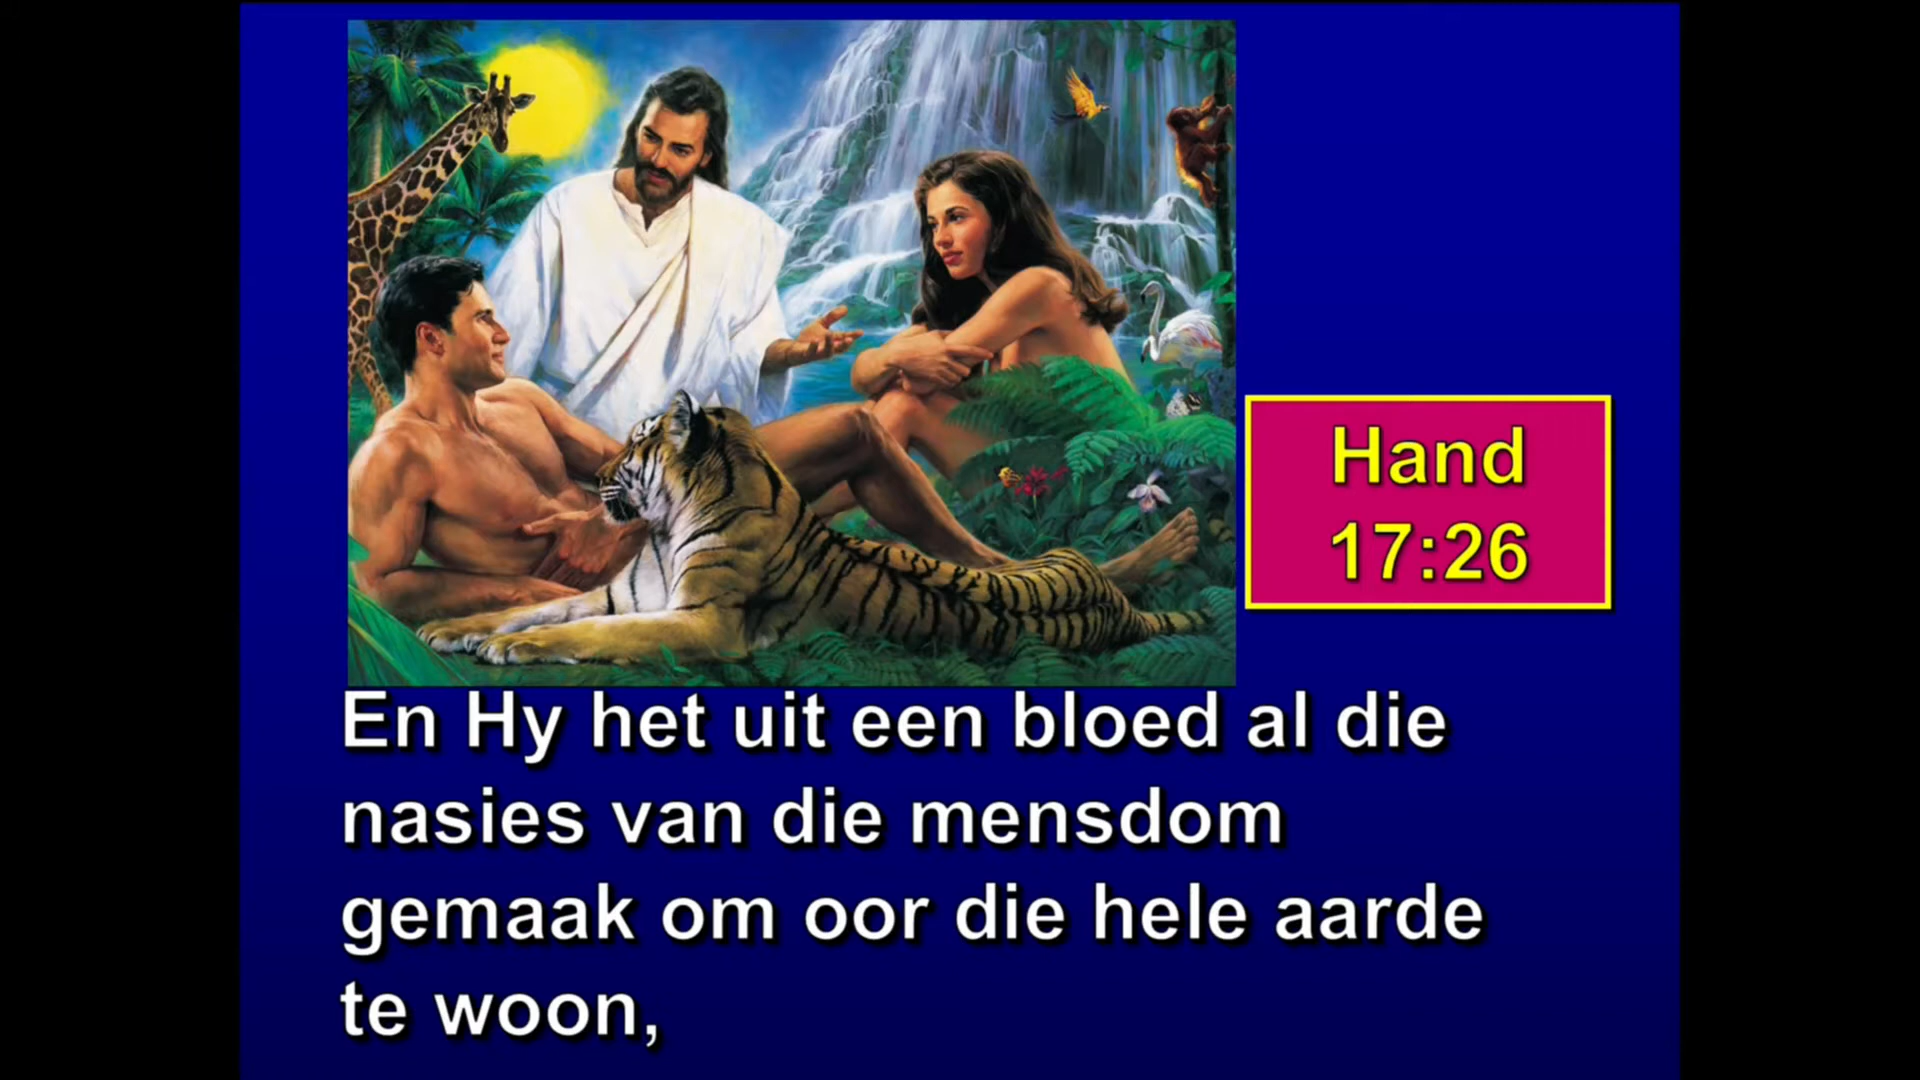 Hand
17:26
En Hy het uit een bloed al die
nasies van die mensdom
gemaak om oor die hele aarde
te woon,